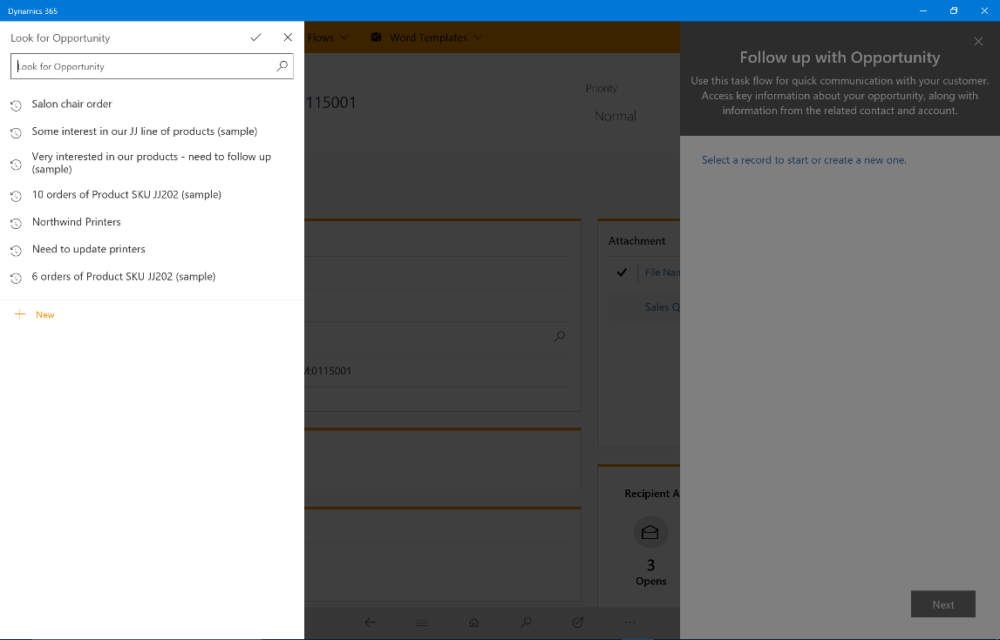 Dynamics 365
Look for Opportunity
Look for Opportunity
Salon chair order
Some interest in our JJ line of products (sample)
Very interested in our products - need to follow up
(sample)
10 orders of Product SKU JJ202 (sample)
Northwind Printers
Need to update printers
6 orders of Product SKU JJ202 (sample)
New
Flows
Word Templates
115001
Priority
Normal
M:0115001
Attachment
File Nam
Sales Q
Recipient A
3
Opens
Follow up with Opportunity
Use this task flow for quick communication with your customer.
Access key information about your opportunity, along with
information from the related contact and account.
Select a record to start or create a new one.
Next